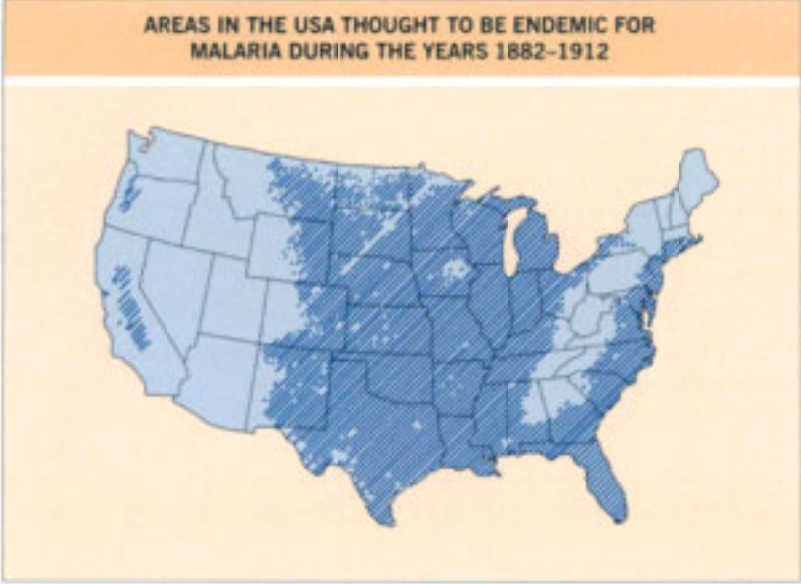 AREAS IN THE USA THOUGHT TO BE ENDEMIC FOR
MALARIA DURING THE YEARS 1882–1912